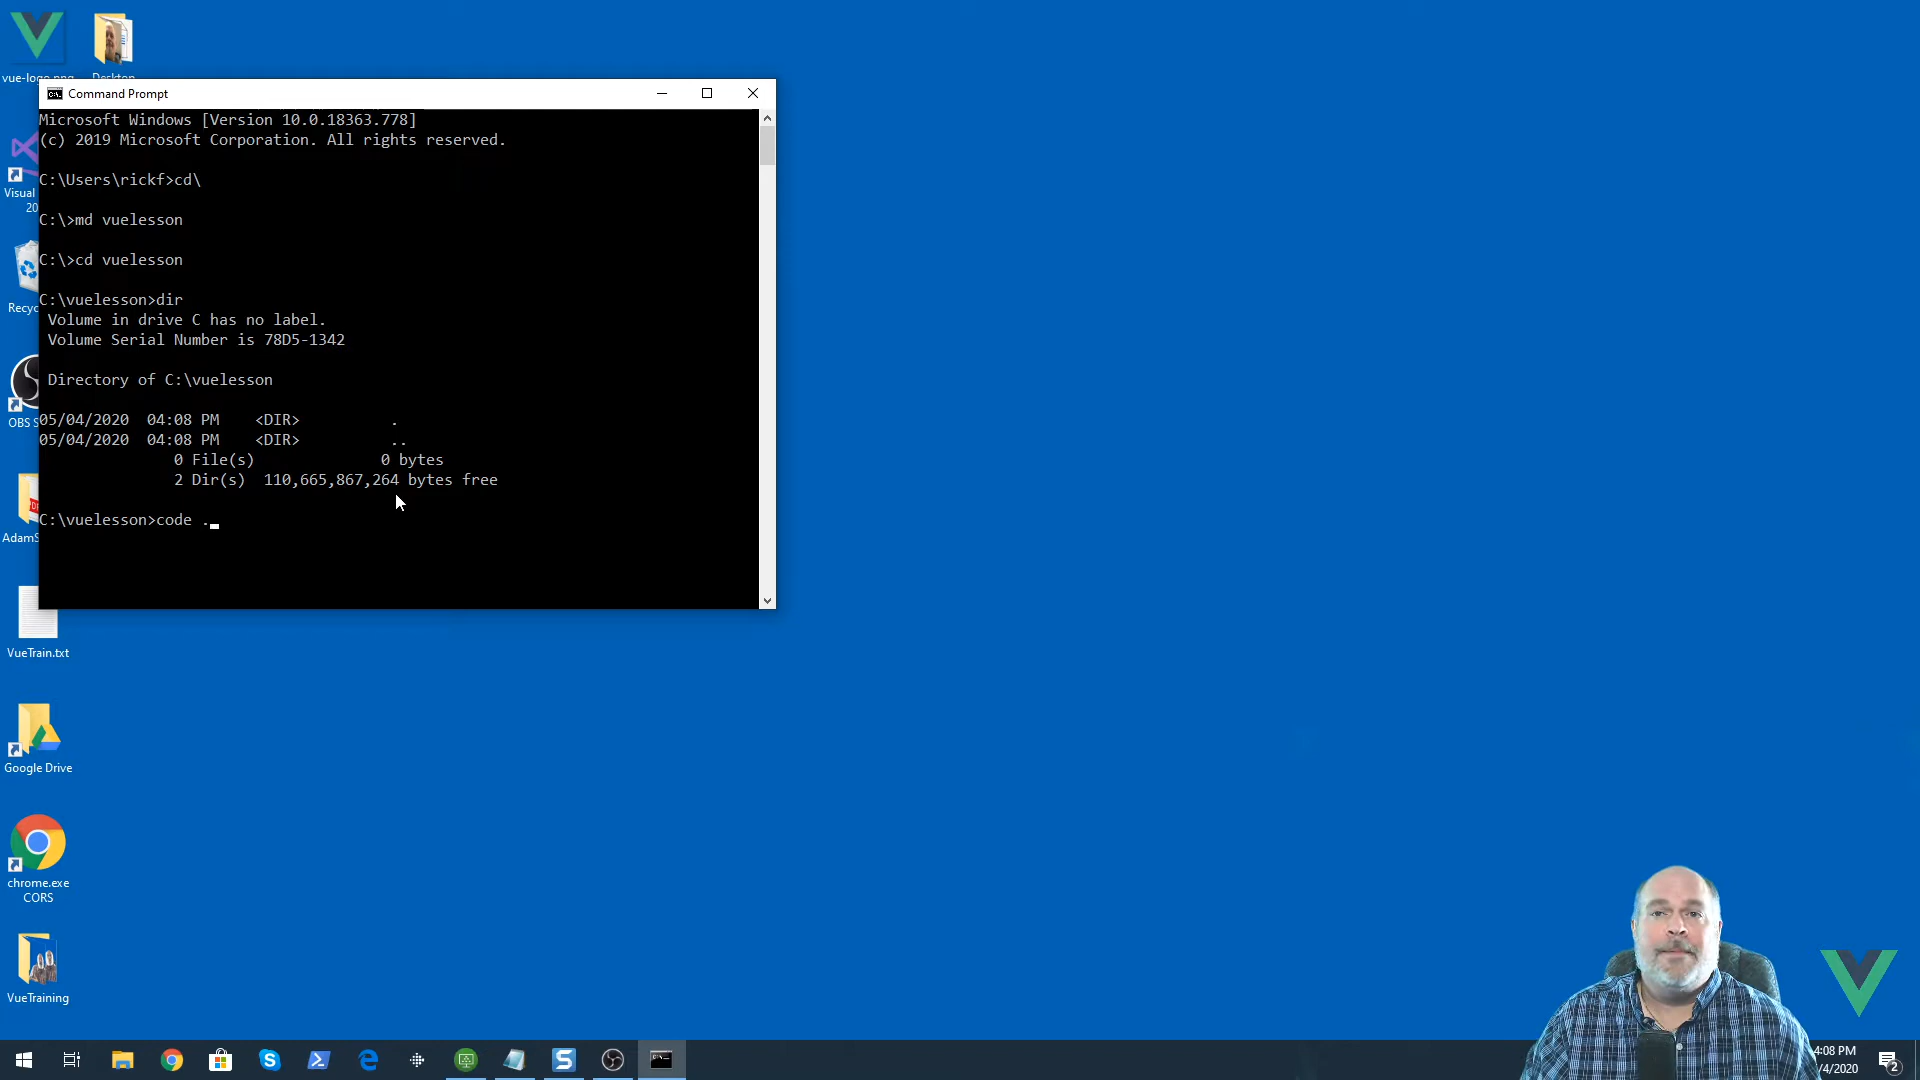 vue-logo.png
Desktop
Command Prompt
Microsoft Windows [Version 10.0.18363.778]
(c) 2019 Microsoft Corporation. All rights reserved.
C:\Users\rickf>cd\
C:\>md vuelesson
C:\>cd vuelesson
C:\vuelesson>dir
Volume in drive C has no label.
Volume Serial Number is 78D5-1342
Directory of C:\vuelesson
05/04/2020  04:08 PM    <DIR>          .
05/04/2020  04:08 PM    <DIR>          ..
0 File(s)              0 bytes
2 Dir(s)  110,665,867,264 bytes free
C:\vuelesson>code .
Visual
20
Recyc
OBS S
AdamS
VueTrain.txt
Google Drive
chrome.exe
CORS
VueTraining
4:08 PM
/4/2020
2